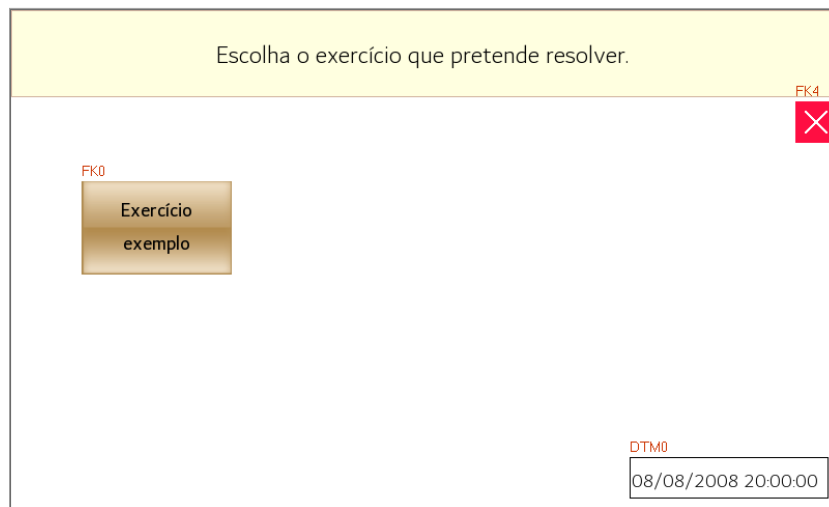 Escolha o exercício que pretende resolver.
FK4
FK0
Exercício
exemplo
DTM0
08/08/2008 20:00:00